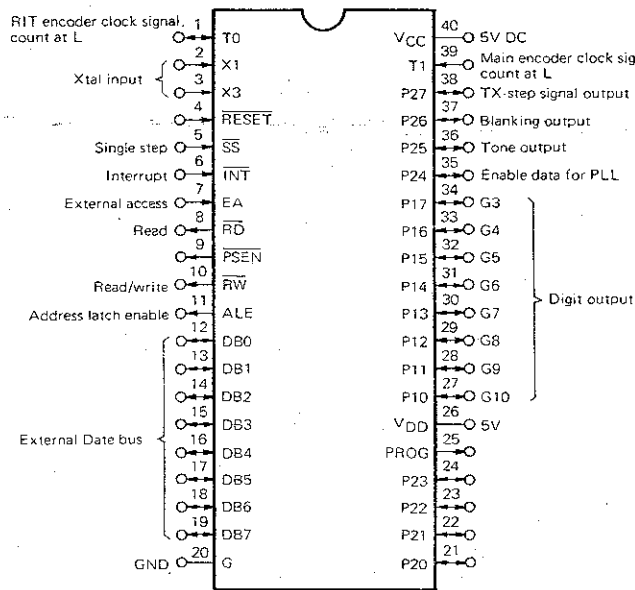 RIT encoder clock signal,
count at L
1 T0
2 X1
Xtal input
3 X3
4 RESET
Single step 5 SS
Interrupt 6 INT
External access 7 EA
Read 8 RD
9 PSEN
Read/write 10 RW
Address latch enable 11 ALE
12 DB0
13 DB1
14 DB2
15 DB3
External Date bus
16 DB4
17 DB5
18 DB6
19 DB7
GND 20 G
VCC 40 5V DC
T1 39 Main encoder clock sig
count at L
P27 38 TX-step signal output
P26 37 Blanking output
P25 36 Tone output
P24 35 Enable data for PLL
P17 34 G3
P16 33 G4
P15 32 G5
P14 31 G6
Digit output
P13 30 G7
P12 29 G8
P11 28 G9
P10 27 G10
VDD 26 5V
PROG 25
P23 24
P22 23
P21 22
P20 21